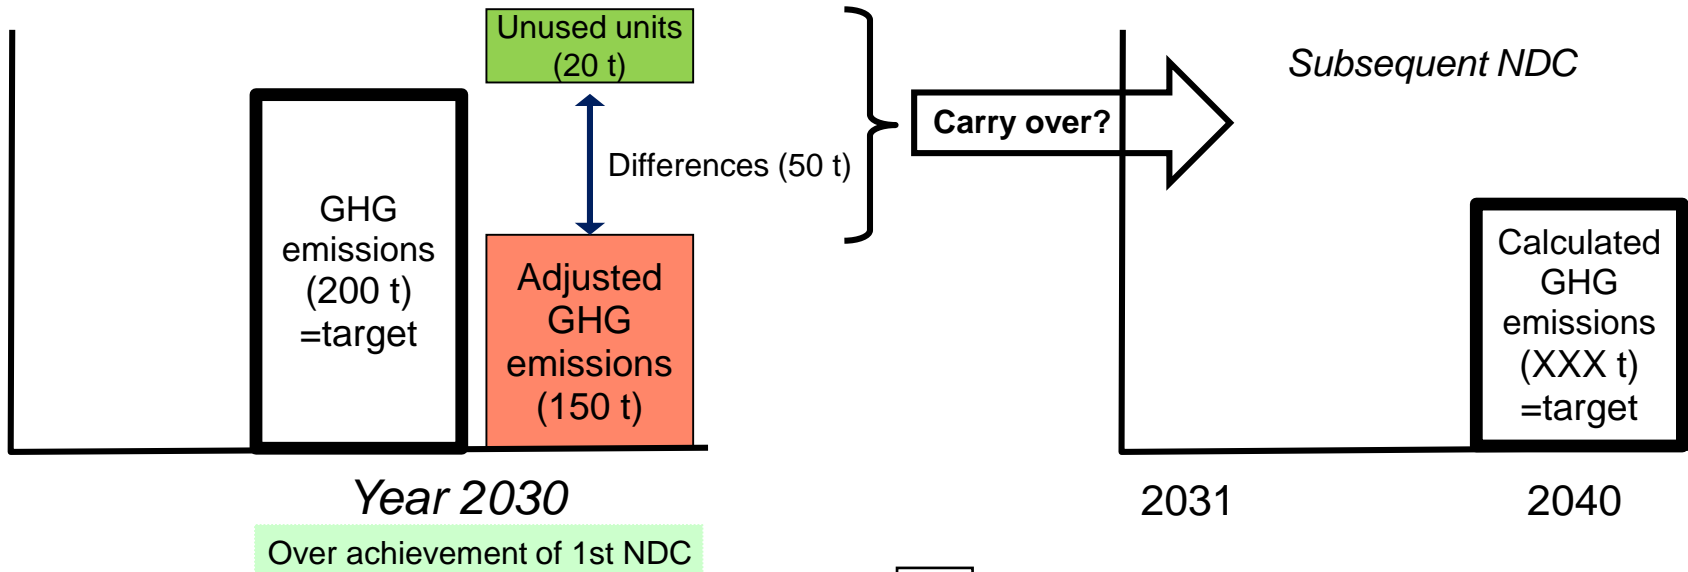 Unused units
(20 t)
Subsequent NDC
Carry over?
Differences (50 t)
GHG
emissions
(200 t)
=target
Adjusted
GHG
emissions
(150 t)
Calculated
GHG
emissions
(XXX t)
=target
Year 2030
2031
2040
Over achievement of 1st NDC